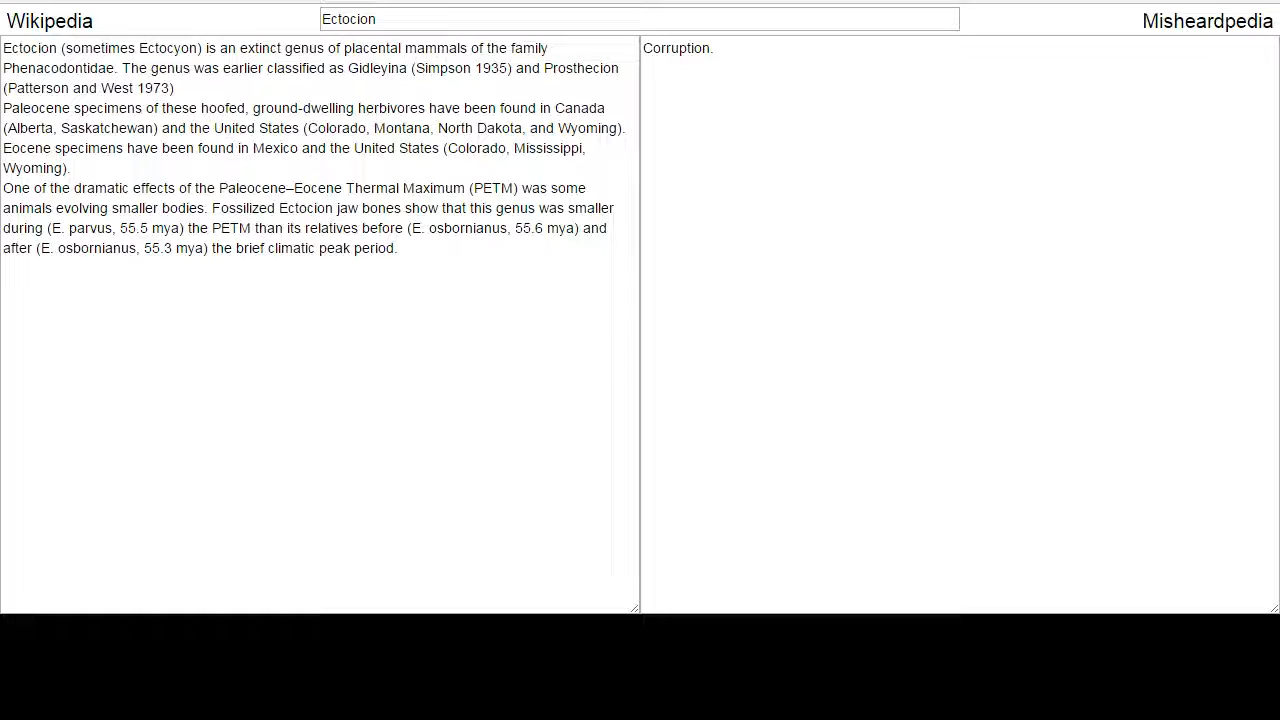 Wikipedia
Ectocion
Misheardpedia
Ectocion (sometimes Ectocyon) is an extinct genus of placental mammals of the family
Phenacodontidae. The genus was earlier classified as Gidleyina (Simpson 1935) and Prosthecion
(Patterson and West 1973)
Paleocene specimens of these hoofed, ground-dwelling herbivores have been found in Canada
(Alberta, Saskatchewan) and the United States (Colorado, Montana, North Dakota, and Wyoming).
Eocene specimens have been found in Mexico and the United States (Colorado, Mississippi,
Wyoming).
One of the dramatic effects of the Paleocene–Eocene Thermal Maximum (PETM) was some
animals evolving smaller bodies. Fossilized Ectocion jaw bones show that this genus was smaller
during (E. parvus, 55.5 mya) the PETM than its relatives before (E. osbornianus, 55.6 mya) and
after (E. osbornianus, 55.3 mya) the brief climatic peak period.
Corruption.